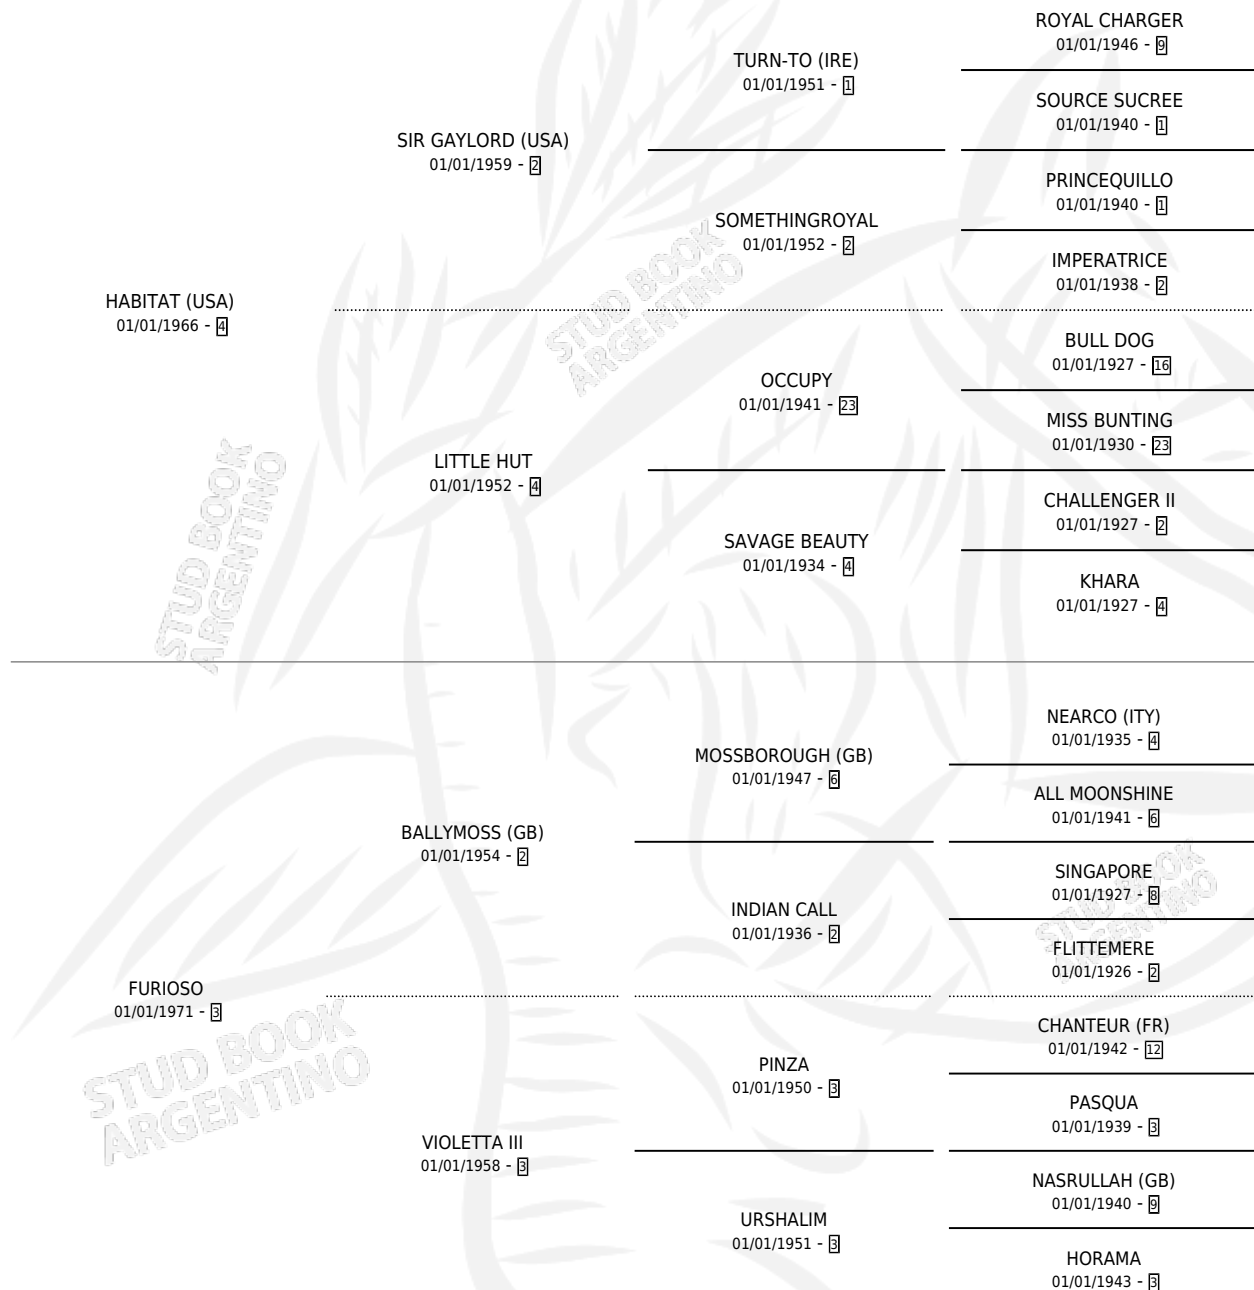 ROYAL CHARGER
01/01/1946 - 9
TURN-TO (IRE)
01/01/1951 - 1
SOURCE SUCREE
01/01/1940 - 1
SIR GAYLORD (USA)
01/01/1959 - 2
PRINCEQUILLO
01/01/1940 - 1
SOMETHINGROYAL
01/01/1952 - 2
IMPERATRICE
01/01/1938 - 2
HABITAT (USA)
01/01/1966 - 4
STUD BOOK
ARGENTINO
BULL DOG
01/01/1927 - 16
OCCUPY
01/01/1941 - 23
MISS BUNTING
01/01/1930 - 23
LITTLE HUT
01/01/1952 - 4
CHALLENGER II
01/01/1927 - 2
SAVAGE BEAUTY
01/01/1934 - 4
KHARA
01/01/1927 - 4
STUD BOOK
ARGENTINO
NEARCO (ITY)
01/01/1935 - 4
MOSSBOROUGH (GB)
01/01/1947 - 6
ALL MOONSHINE
01/01/1941 - 6
BALLYMOSS (GB)
01/01/1954 - 2
SINGAPORE
01/01/1927 - 8
INDIAN CALL
01/01/1936 - 2
FLITTEMERE
01/01/1926 - 2
STUD BOOK
ARGENTINO
FURIOSO
01/01/1971 - 3
CHANTEUR (FR)
01/01/1942 - 12
PINZA
01/01/1950 - 3
PASQUA
01/01/1939 - 3
STUD BOOK
ARGENTINO
VIOLETTA III
01/01/1958 - 3
NASRULLAH (GB)
01/01/1940 - 9
URSHALIM
01/01/1951 - 3
HORAMA
01/01/1943 - 3